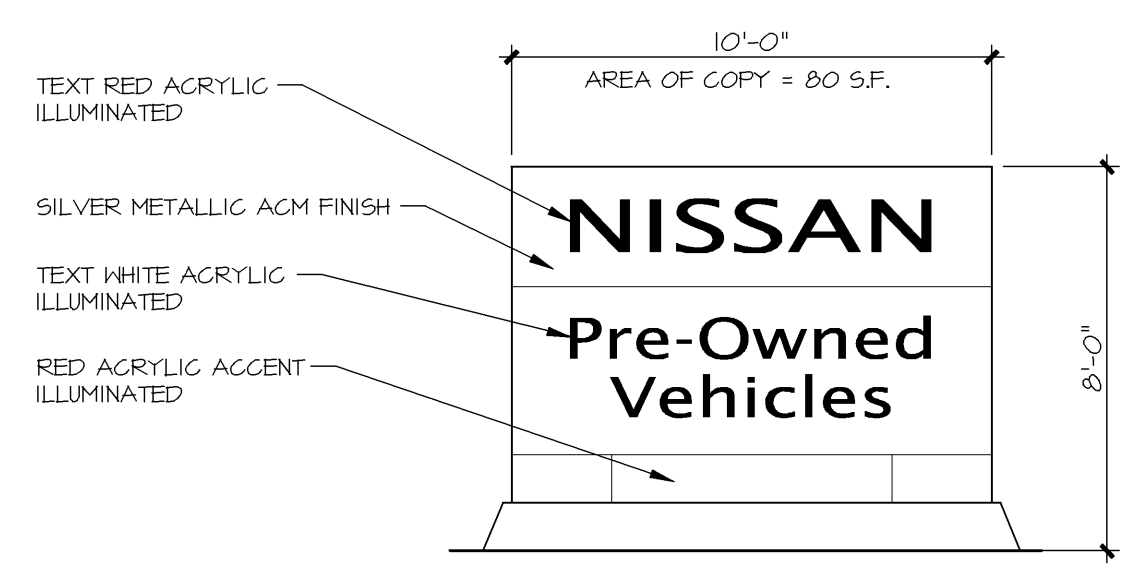 10'-0"
AREA OF COPY = 80 S.F.
TEXT RED ACRYLIC
ILLUMINATED
SILVER METALLIC ACM FINISH
TEXT WHITE ACRYLIC
ILLUMINATED
RED ACRYLIC ACCENT
ILLUMINATED
NISSAN
Pre-Owned
Vehicles
8'-0"